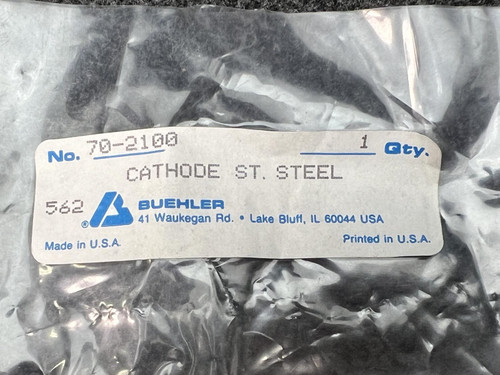 No. 70-2100 1 Qty.
CATHODE ST. STEEL
562 ® BUEHLER
41 Waukegan Rd. • Lake Bluff, IL 60044 USA
Made in U.S.A. Printed in U.S.A.